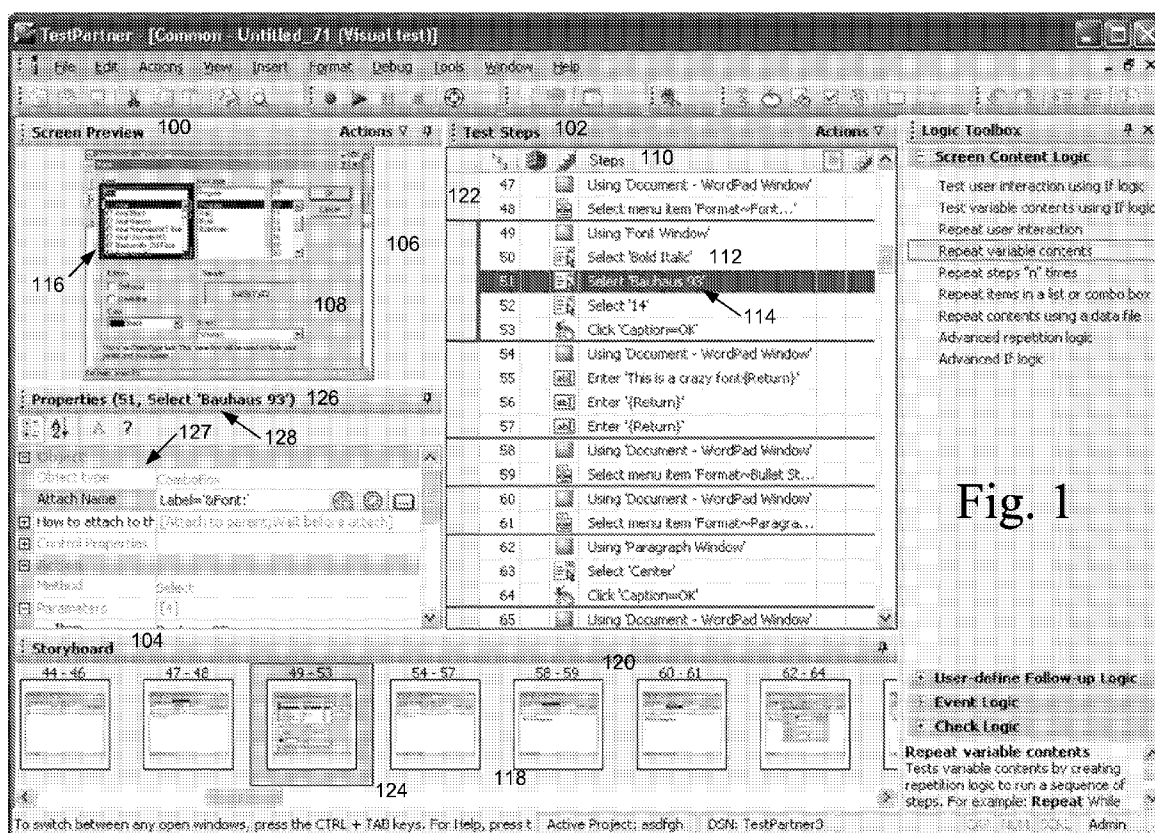 TestPartner - [Common - Untitled_71 (Visual test)]
File Edit Actions View Insert Format Debug Tools Window Help
Screen Preview 100 Actions
106
116
108
Properties (51, Select 'Bauhaus 93') 126
127
128
Object
Object type ComboBox
Attach Name Label='&Font:'
How to attach to th [Attach to parent;Wait before attach]
Control Properties
Method Select
Parameters
Test Steps 102 Actions
Steps 110
122
47 Using 'Document - WordPad Window'
48 Select menu item 'Format~Font...'
49 Using 'Font Window'
50 Select 'Bold Italic' 112
51 Select 'Bauhaus 93'
52 Select '14' 114
53 Click 'Caption=OK'
54 Using 'Document - WordPad Window'
55 Enter 'This is a crazy font{Return}'
56 Enter '{Return}'
57 Enter '{Return}'
58 Using 'Document - WordPad Window'
59 Select menu item 'Format~Bullet St...
60 Using 'Document - WordPad Window'
61 Select menu item 'Format~Paragra...
62 Using 'Paragraph Window'
63 Select 'Center'
64 Click 'Caption=OK'
65 Using 'Document - WordPad Window'
Logic Toolbox
Screen Content Logic
Test user interaction using If logic
Test variable contents using If logic
Repeat user interaction
Repeat variable contents
Repeat steps "n" times
Repeat items in a list or combo box
Repeat contents using a data file
Advanced repetition logic
Advanced If logic
Fig. 1
User-define Follow-up Logic
Event Logic
Check Logic
Repeat variable contents
Tests variable contents by creating
repetition logic to run a sequence of
steps. For example: Repeat While
Storyboard 104
120
44 - 46 47 - 48 49 - 53 54 - 57 58 - 59 60 - 61 62 - 64
124 118
To switch between any open windows, press the CTRL + TAB keys. For Help, press t Active Project: asdfgh DSN: TestPartner3 Admin